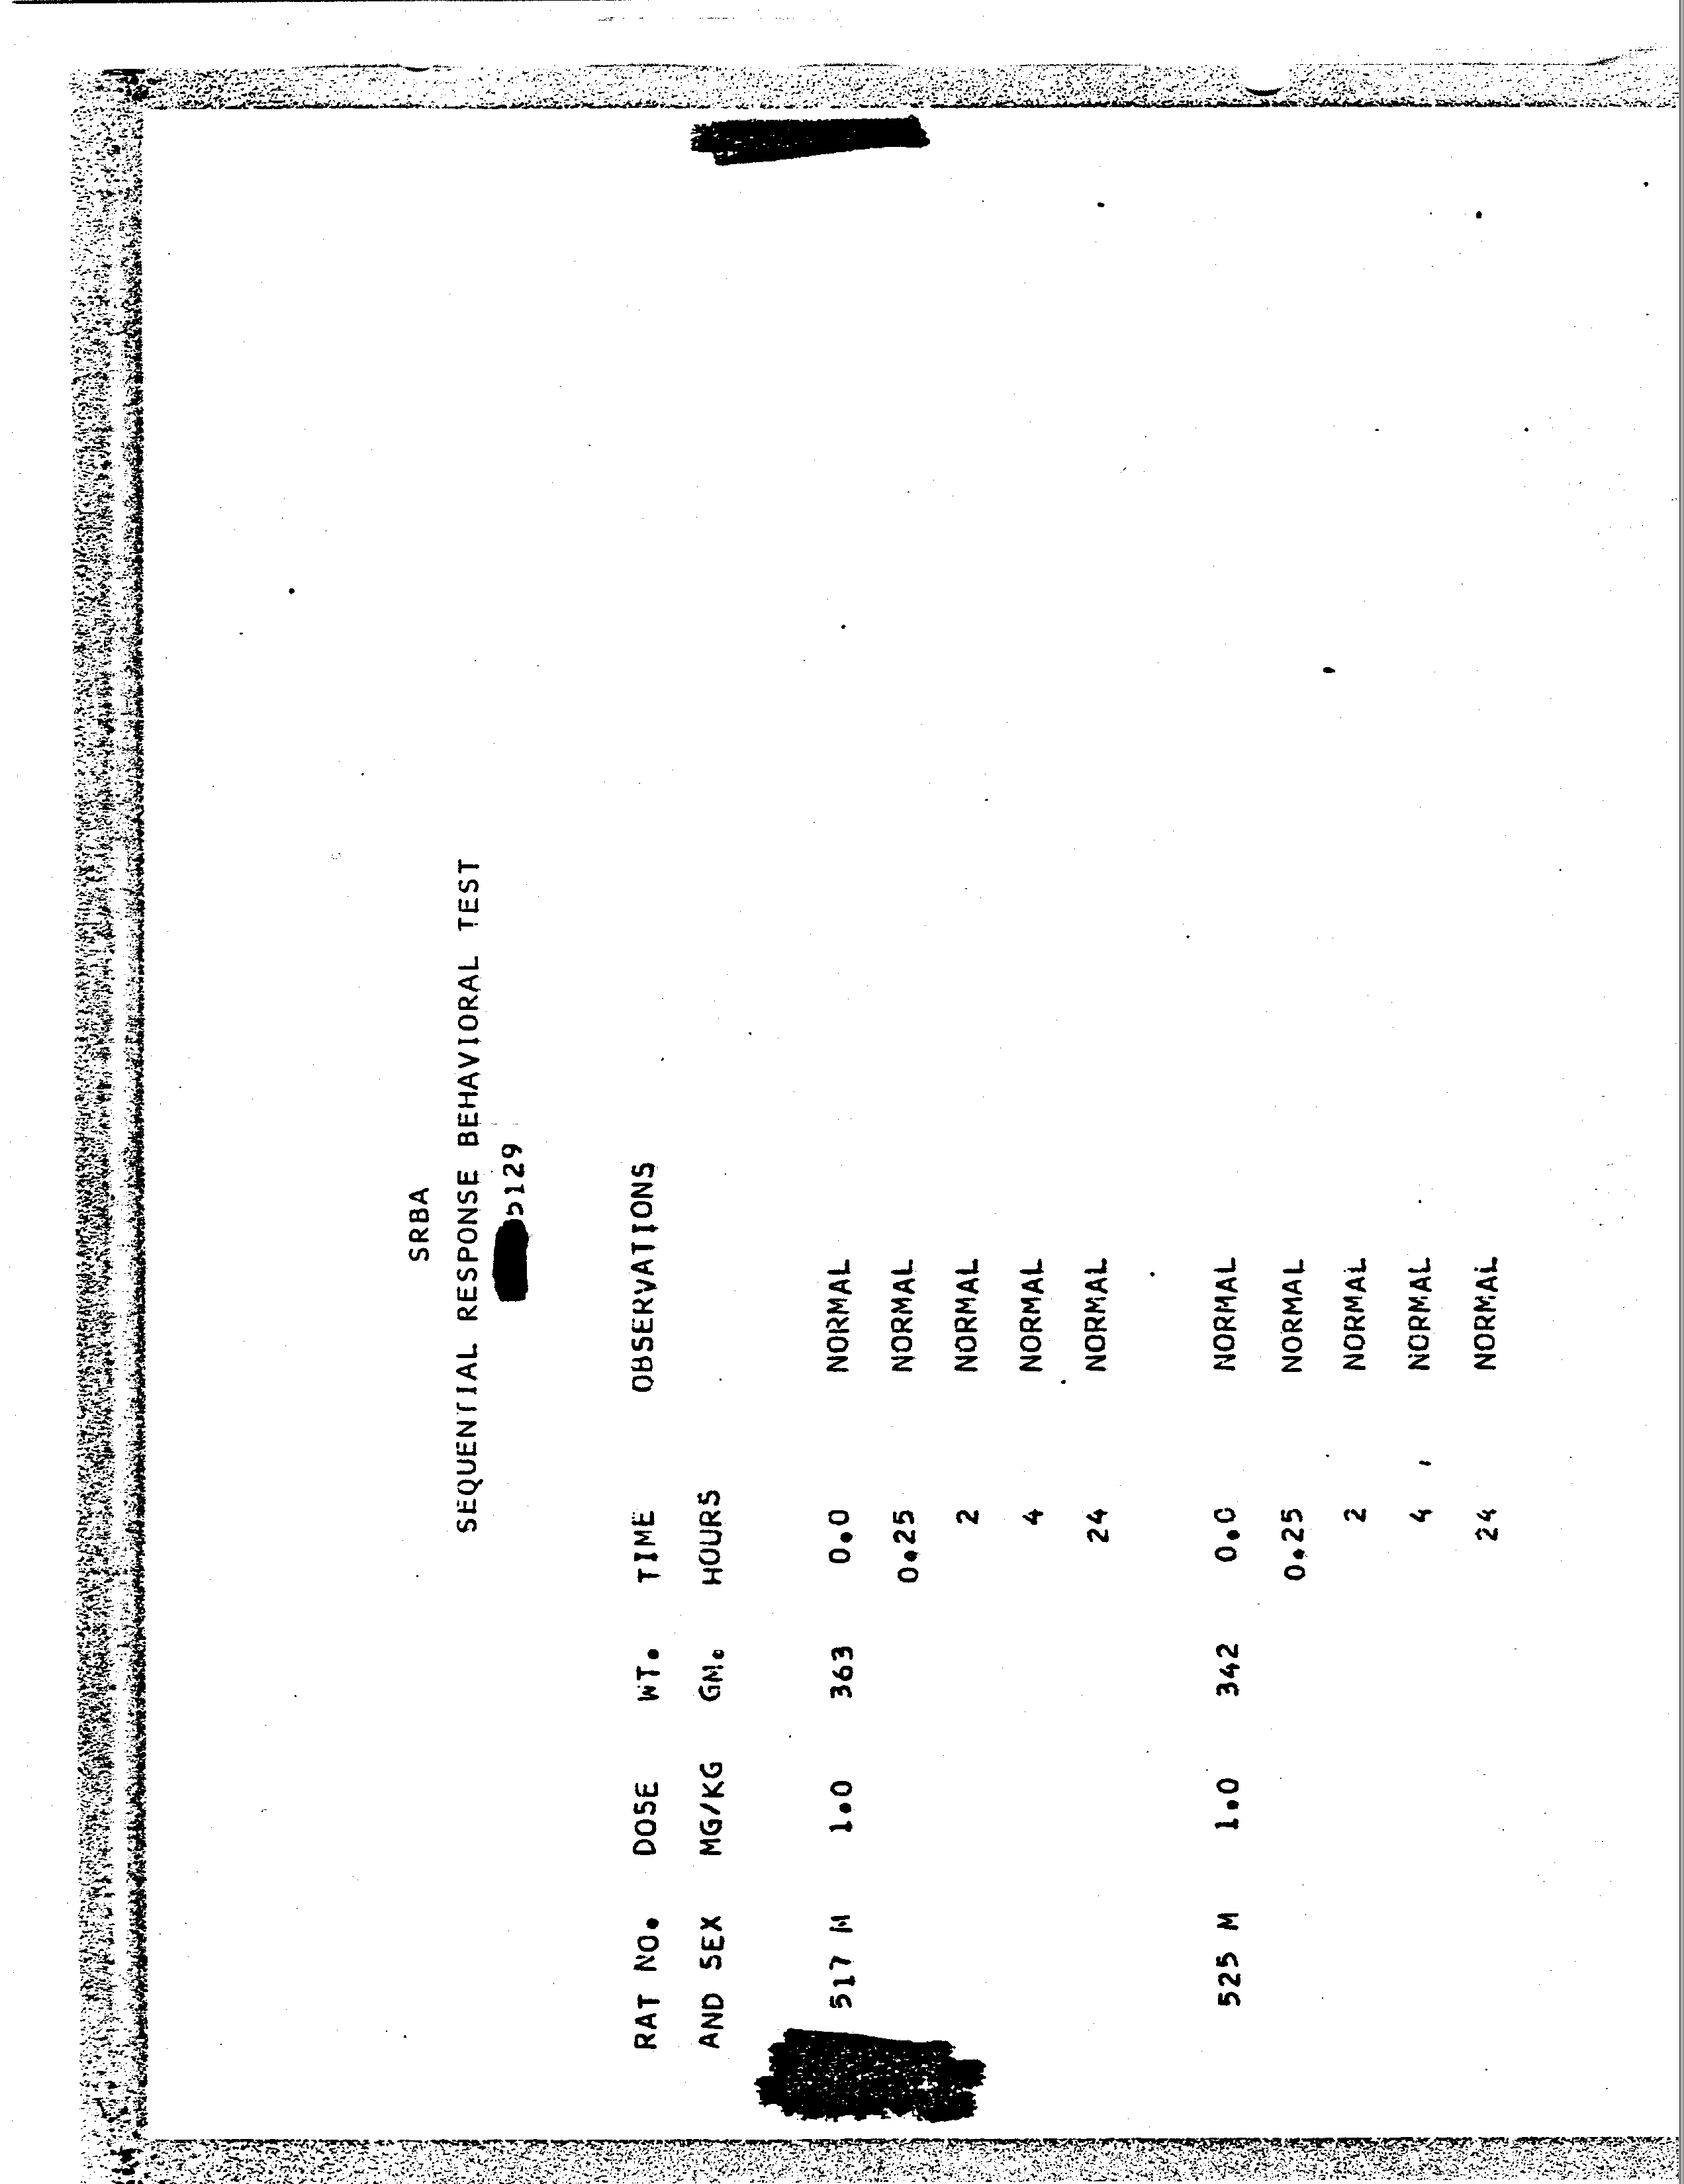 SRBA
SEQUENTIAL RESPONSE BEHAVIORAL TEST
5129
RAT NO. DOSE WT. TIME OBSERVATIONS
AND SEX MG/KG GM. HOURS
517 M 1.0 363 0.0 NORMAL
0.25 NORMAL
2 NORMAL
4 NORMAL
24 NORMAL
525 M 1.0 342 0.0 NORMAL
0.25 NORMAL
2 NORMAL
4 NORMAL
24 NORMAL